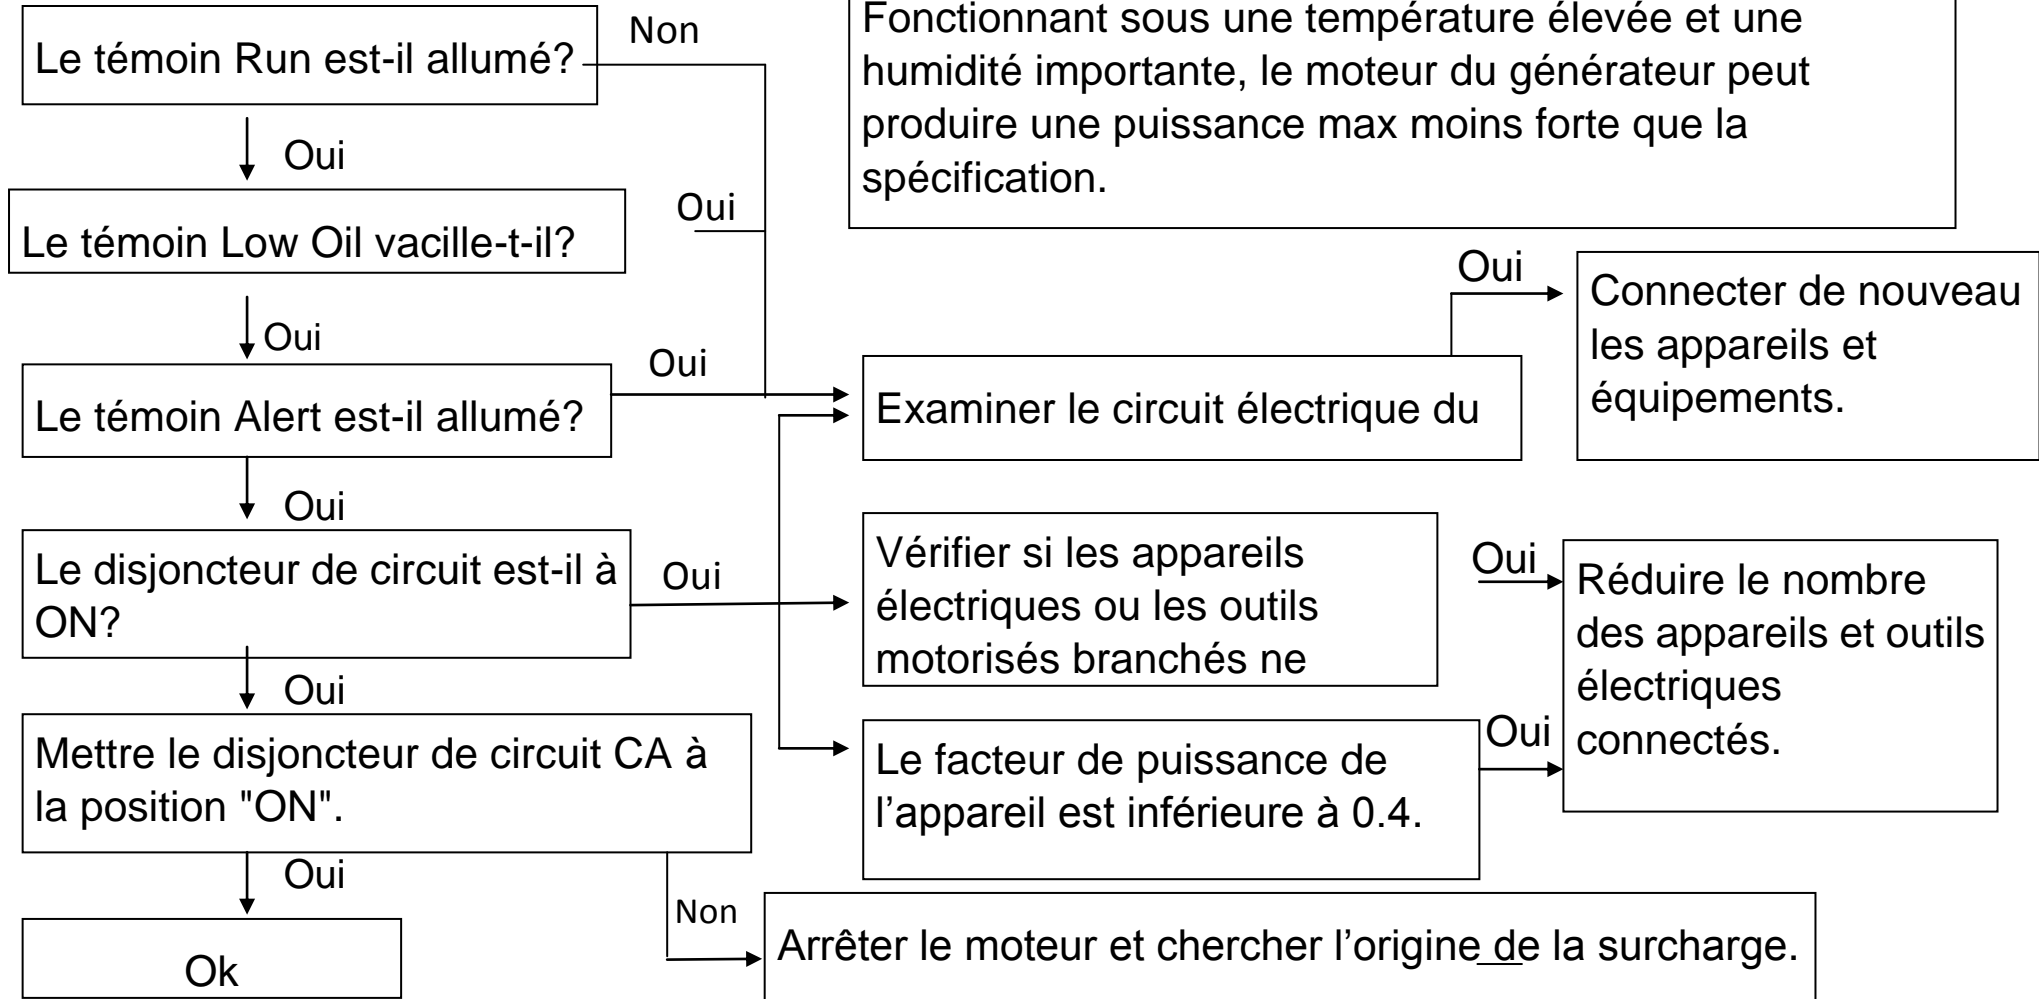 Le témoin Run est-il allumé?
Non
Fonctionnant sous une température élevée et une
humidité importante, le moteur du générateur peut
produire une puissance max moins forte que la
spécification.
Oui
Le témoin Low Oil vacille-t-il?
Oui
Oui
Le témoin Alert est-il allumé?
Oui
Examiner le circuit électrique du
Oui
Connecter de nouveau
les appareils et
équipements.
Oui
Le disjoncteur de circuit est-il à
ON?
Oui
Vérifier si les appareils
électriques ou les outils
motorisés branchés ne
Oui
Réduire le nombre
des appareils et outils
électriques
connectés.
Oui
Mettre le disjoncteur de circuit CA à
la position "ON".
Le facteur de puissance de
l’appareil est inférieure à 0.4.
Oui
Oui
Non
Arrêter le moteur et chercher l’origine de la surcharge.
Ok